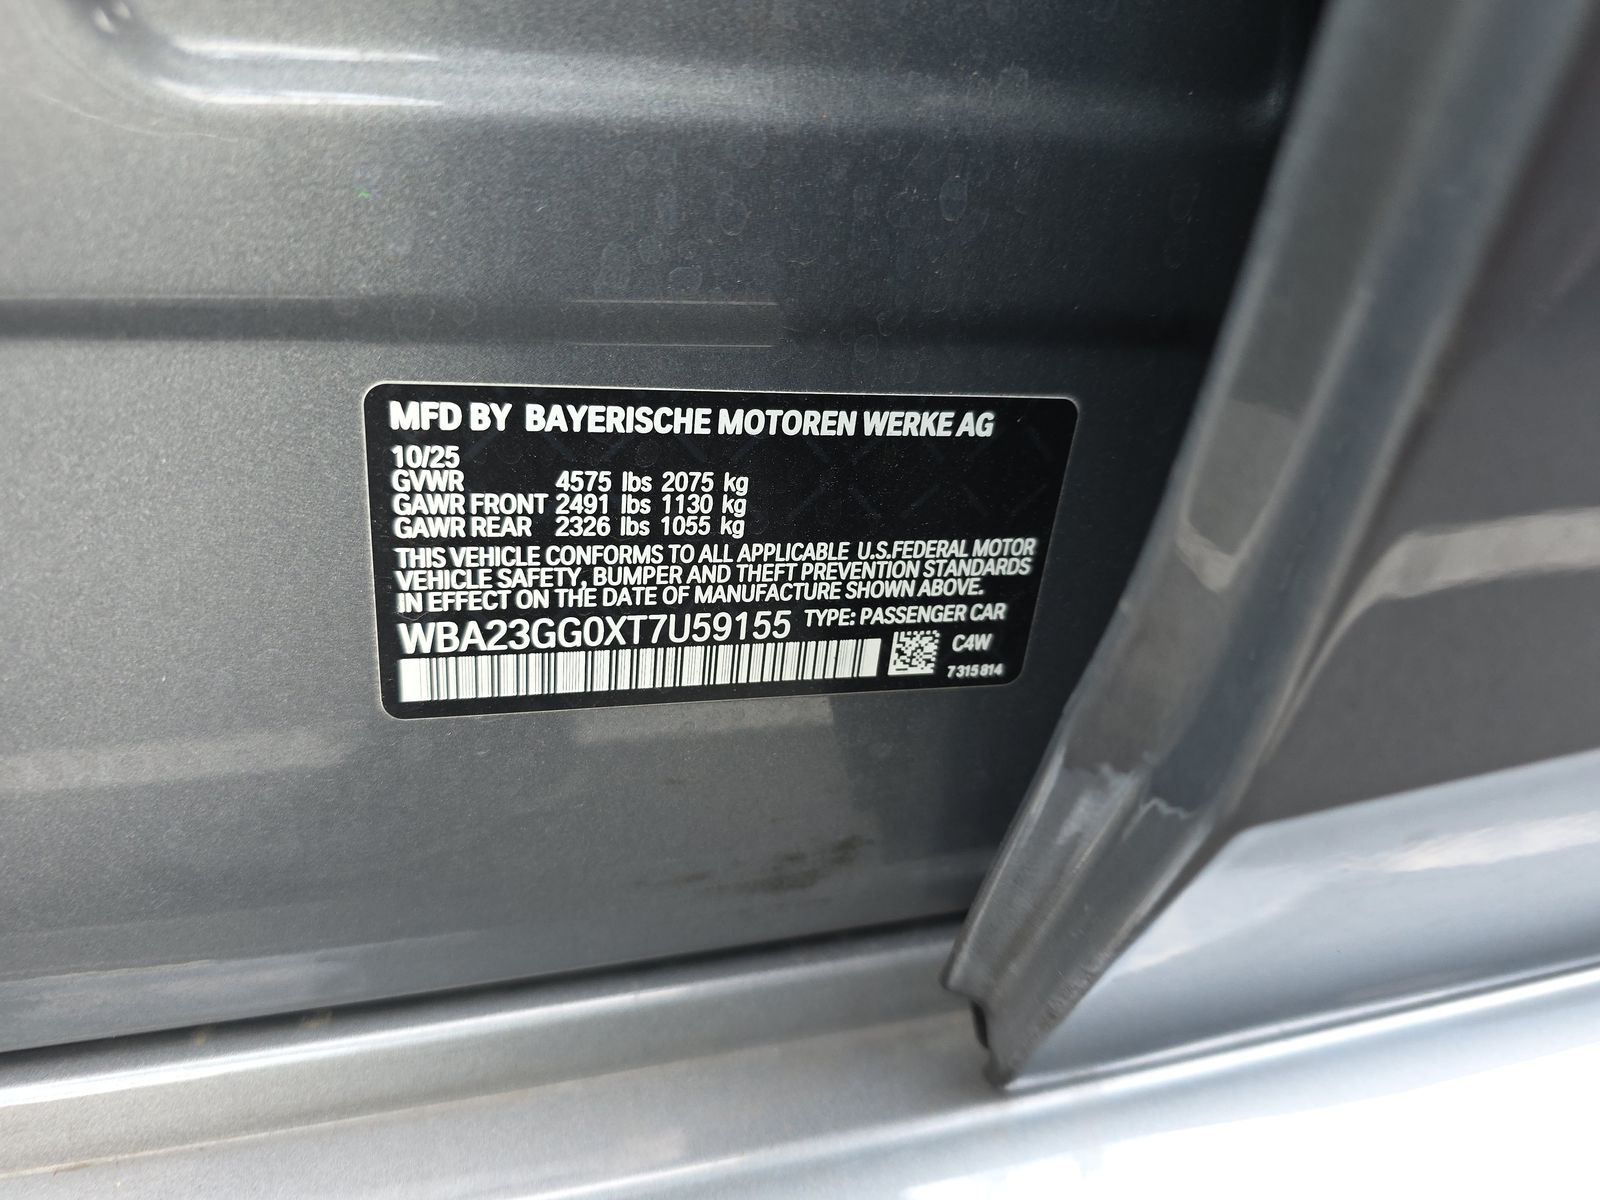 MFD BY BAYERISCHE MOTOREN WERKE AG
10/25
GVWR 4575 lbs 2075 kg
GAWR FRONT 2491 lbs 1130 kg
GAWR REAR 2326 lbs 1055 kg
THIS VEHICLE CONFORMS TO ALL APPLICABLE U.S.FEDERAL MOTOR
VEHICLE SAFETY, BUMPER AND THEFT PREVENTION STANDARDS
IN EFFECT ON THE DATE OF MANUFACTURE SHOWN ABOVE.
WBA23GG0XT7U59155 TYPE: PASSENGER CAR
C4W
7 315 814